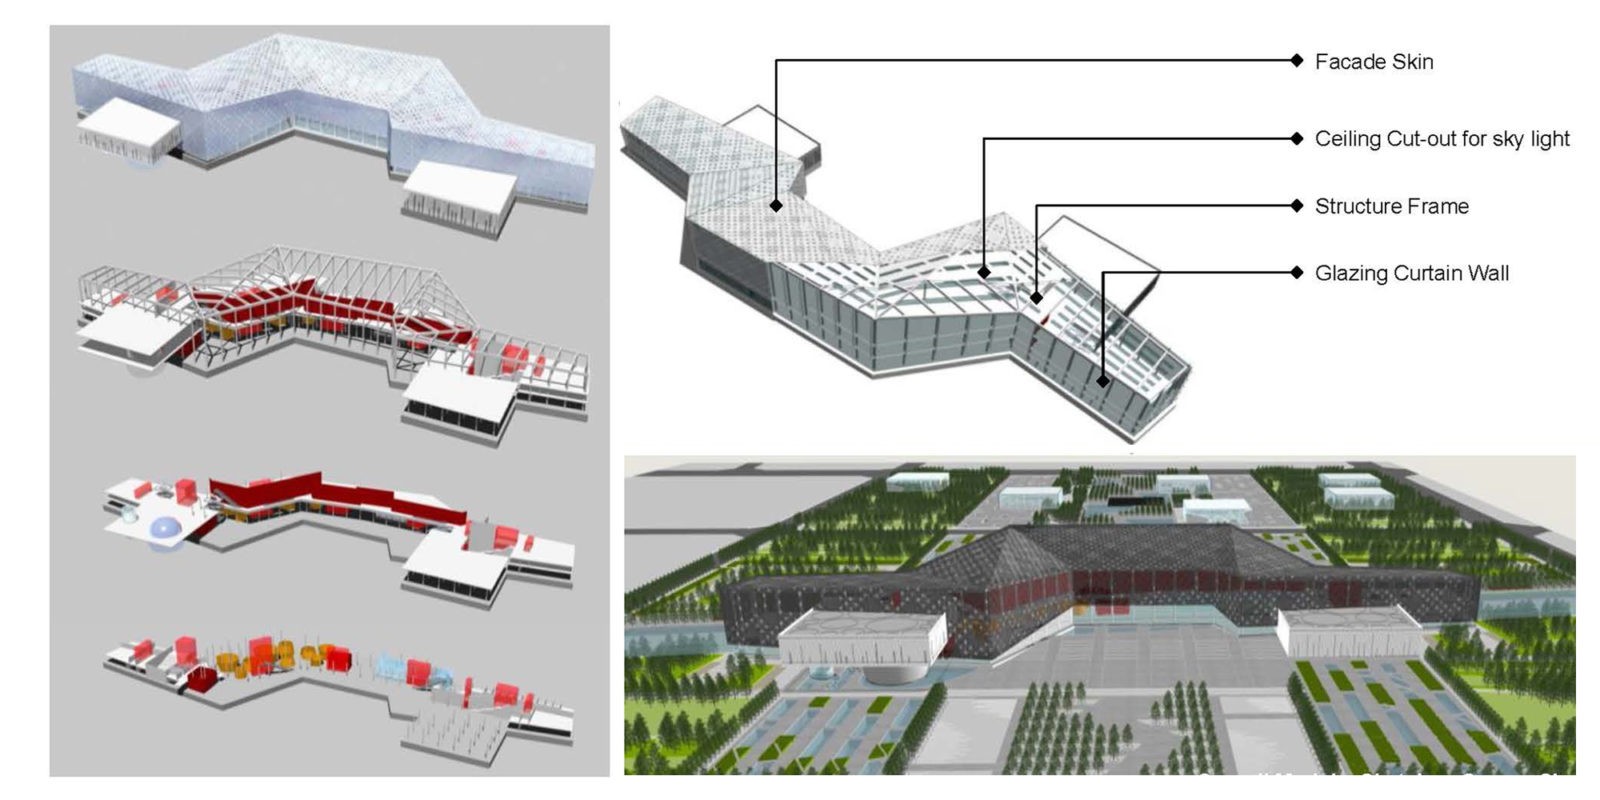 Facade Skin
Ceiling Cut-out for sky light
Structure Frame
Glazing Curtain Wall